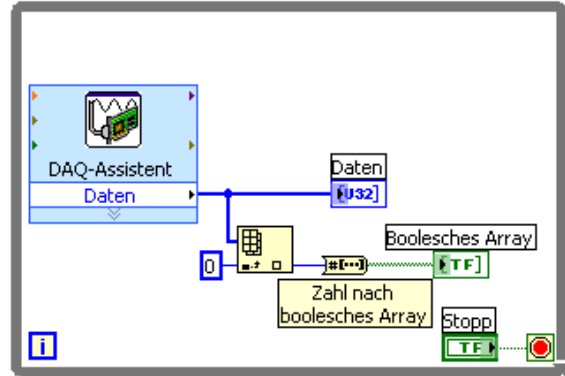 DAQ-Assistent
Daten
Daten
U32
0
Boolesches Array
#[···]
TF
Zahl nach
boolesches Array
Stopp
TF
i